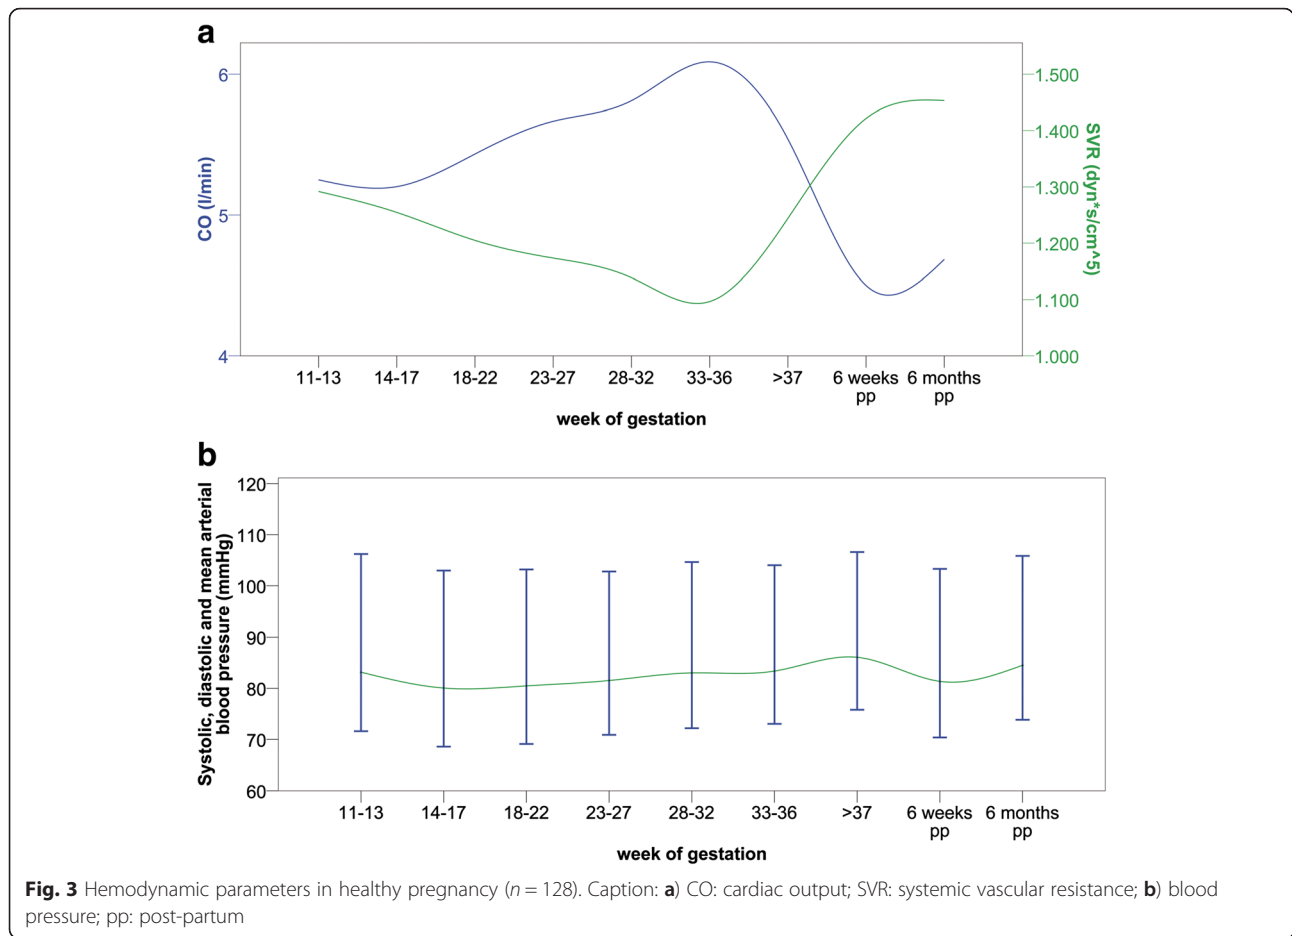 a
6
5
4
CO (l/min)
1.500
1.400
1.300
1.200
1.100
1.000
SVR (dyn*s/cm^5)
11-13 14-17 18-22 23-27 28-32 33-36 >37 6 weeks 6 months
pp pp
week of gestation
b
120
110
100
90
80
70
60
Systolic, diastolic and mean arterial
blood pressure (mmHg)
11-13 14-17 18-22 23-27 28-32 33-36 >37 6 weeks 6 months
pp pp
week of gestation
Fig. 3 Hemodynamic parameters in healthy pregnancy (n = 128). Caption: a) CO: cardiac output; SVR: systemic vascular resistance; b) blood
pressure; pp: post-partum